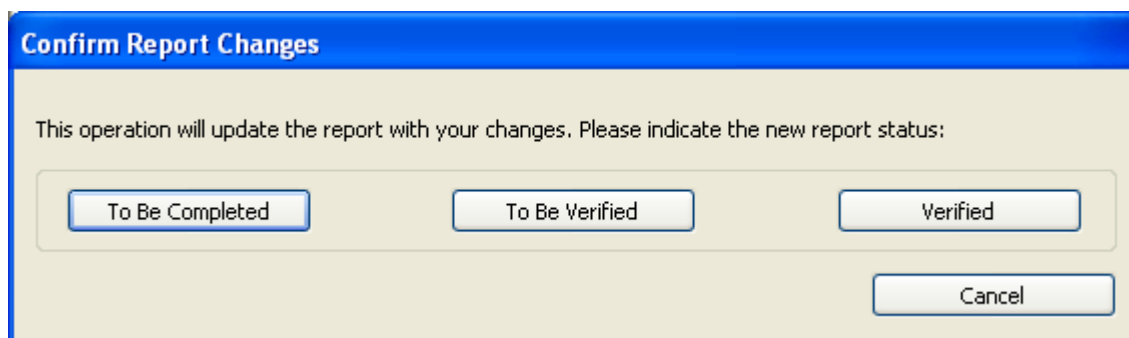 Confirm Report Changes
This operation will update the report with your changes. Please indicate the new report status:
To Be Completed To Be Verified Verified
Cancel